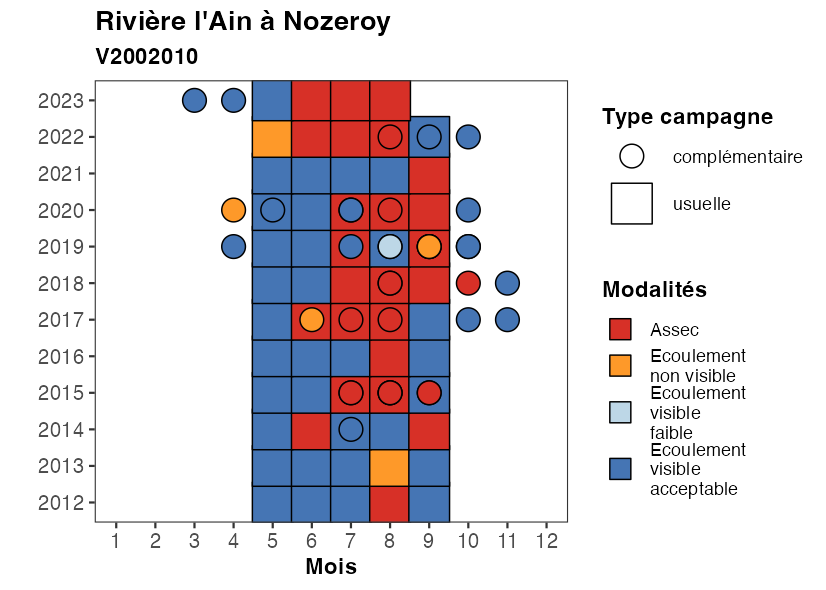 Rivière l'Ain à Nozeroy
V2002010
2023
2022
2021
2020
2019
2018
2017
2016
2015
2014
2013
2012
1 2 3 4 5 6 7 8 9 10 11 12
Mois
Type campagne
complémentaire
usuelle
Modalités
Assec
Ecoulement
non visible
Ecoulement
visible
faible
Ecoulement
visible
acceptable